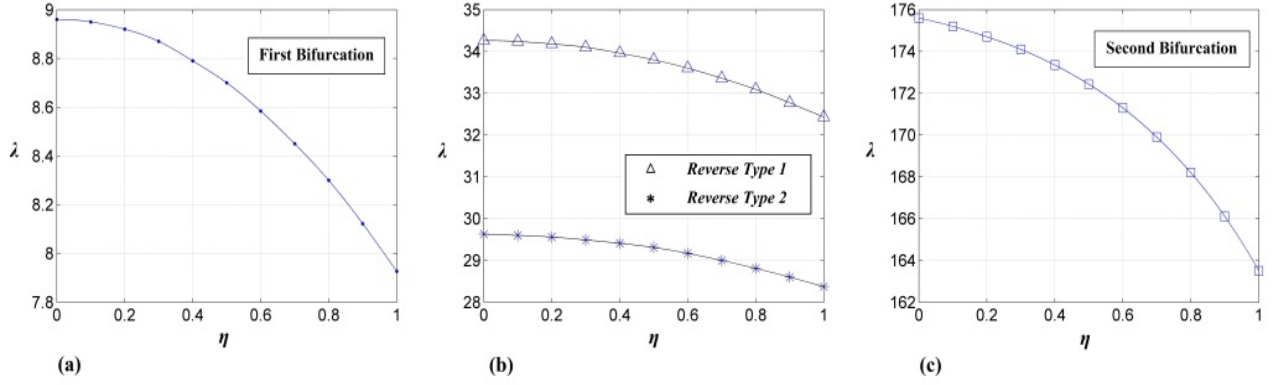 9
8.8
8.6
8.4
8.2
8
7.8
λ
First Bifurcation
0 0.2 0.4 0.6 0.8 1
η
(a)
35
34
33
32
31
30
29
28
λ
Reverse Type 1
Reverse Type 2
0 0.2 0.4 0.6 0.8 1
η
(b)
176
174
172
170
168
166
164
162
λ
Second Bifurcation
0 0.2 0.4 0.6 0.8 1
η
(c)